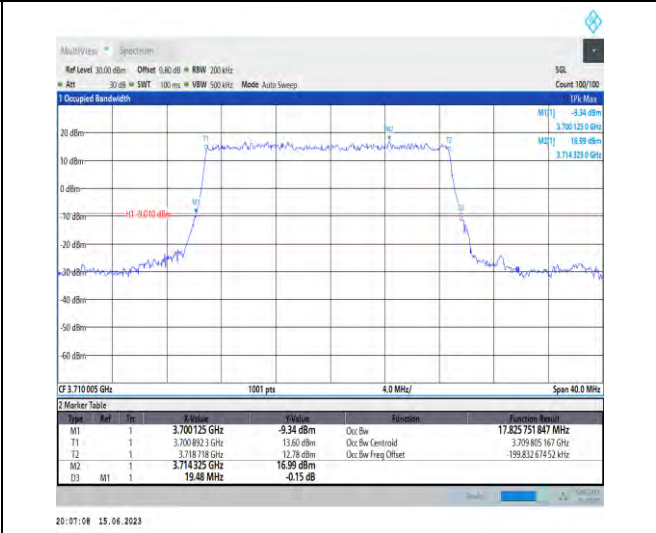 MultiView Spectrum
Ref Level 30.00 dBm Offset 9.80 dB RBW 200 kHz SGL
Att 30 dB SWT 100 ms VBW 500 kHz Mode Auto Sweep Count 100/100
1 Occupied Bandwidth 1Pk Max
M1[1] -9.34 dBm
3.700 125 0 GHz
M2[1] 16.99 dBm
3.714 325 0 GHz
20 dBm
T1 M2 T2
10 dBm
0 dBm
M1
-10 dBm H1 -9.010 dBm
-20 dBm
-30 dBm
-40 dBm
-50 dBm
-60 dBm
CF 3.710 005 GHz 1001 pts 4.0 MHz/ Span 40.0 MHz
2 Marker Table
Type Ref Trc X-Value Y-Value Function Function Result
M1 1 3.700 125 GHz -9.34 dBm Occ Bw 17.825 751 847 MHz
T1 1 3.700 892 3 GHz 13.60 dBm Occ Bw Centroid 3.709 805 167 GHz
T2 1 3.718 718 GHz 12.78 dBm Occ Bw Freq Offset -199.832 674 52 kHz
M2 1 3.714 325 GHz 16.99 dBm
D3 M1 1 19.48 MHz -0.15 dB
20:07:08 15.06.2023